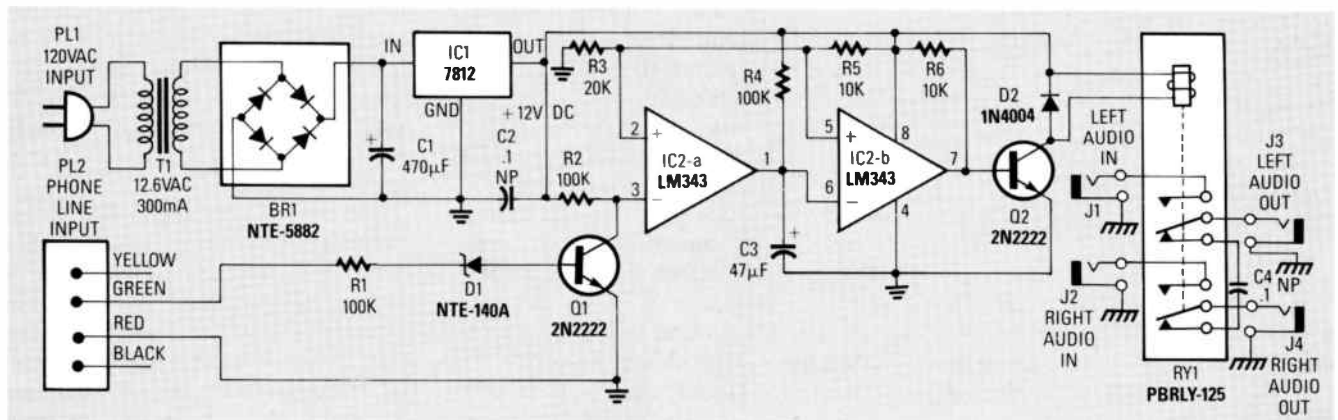 PL1
120VAC
INPUT
T1
12.6VAC
300mA
BR1
NTE-5882
IN
IC1
7812
OUT
GND
+12V DC
+
C1
470µF
C2
.1
NP
R2
100K
R3
20K
R4
100K
R5
10K
R6
10K
2
+
3
−
IC2-a
LM343
1
+
C3
47µF
5
+
6
−
IC2-b
LM343
8
4
7
D2
1N4004
Q2
2N2222
PL2
PHONE
LINE
INPUT
YELLOW
GREEN
RED
BLACK
R1
100K
D1
NTE-140A
Q1
2N2222
LEFT
AUDIO
IN
J1
J2
RIGHT
AUDIO
IN
J3
LEFT
AUDIO
OUT
C4
.1
NP
J4
RIGHT
AUDIO
OUT
RY1
PBRLY-125